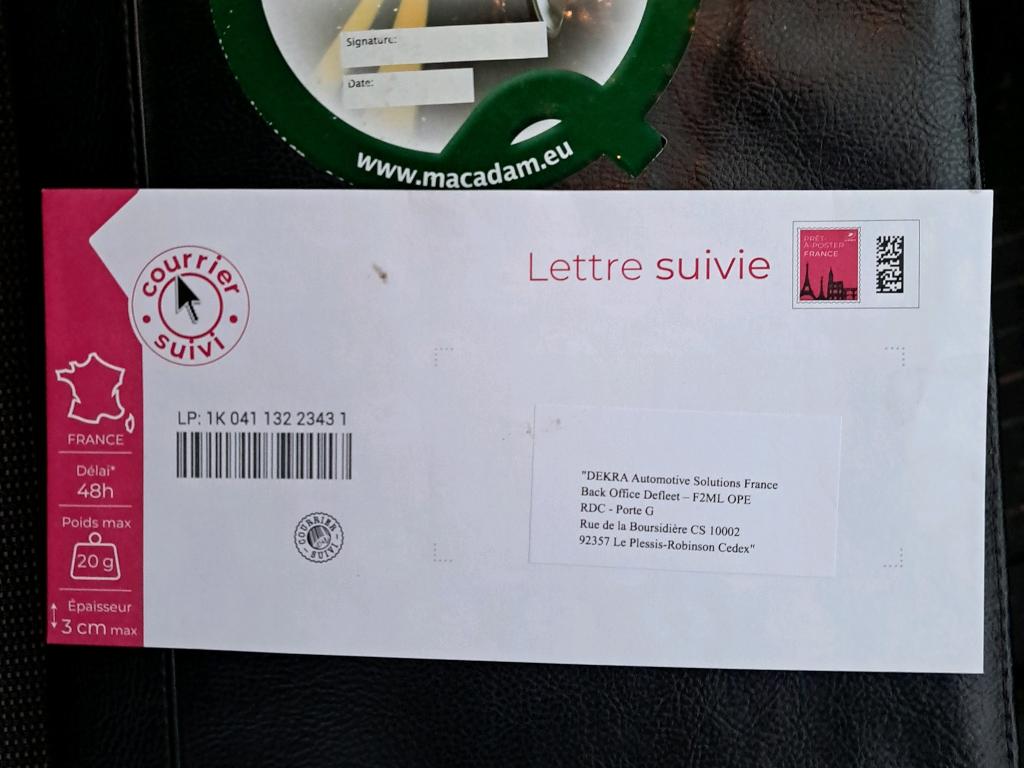 Signature:
Date:
www.macadam.eu
Lettre suivie
PRÊT-
À-POSTER
FRANCE
courrier
suivi
FRANCE
Délai*
48h
Poids max
20 g
Épaisseur
3 cm max
LP: 1K 041 132 2343 1
COURRIER
SUIVI
"DEKRA Automotive Solutions France
Back Office Defleet – F2ML OPE
RDC - Porte G
Rue de la Boursidière CS 10002
92357 Le Plessis-Robinson Cedex"